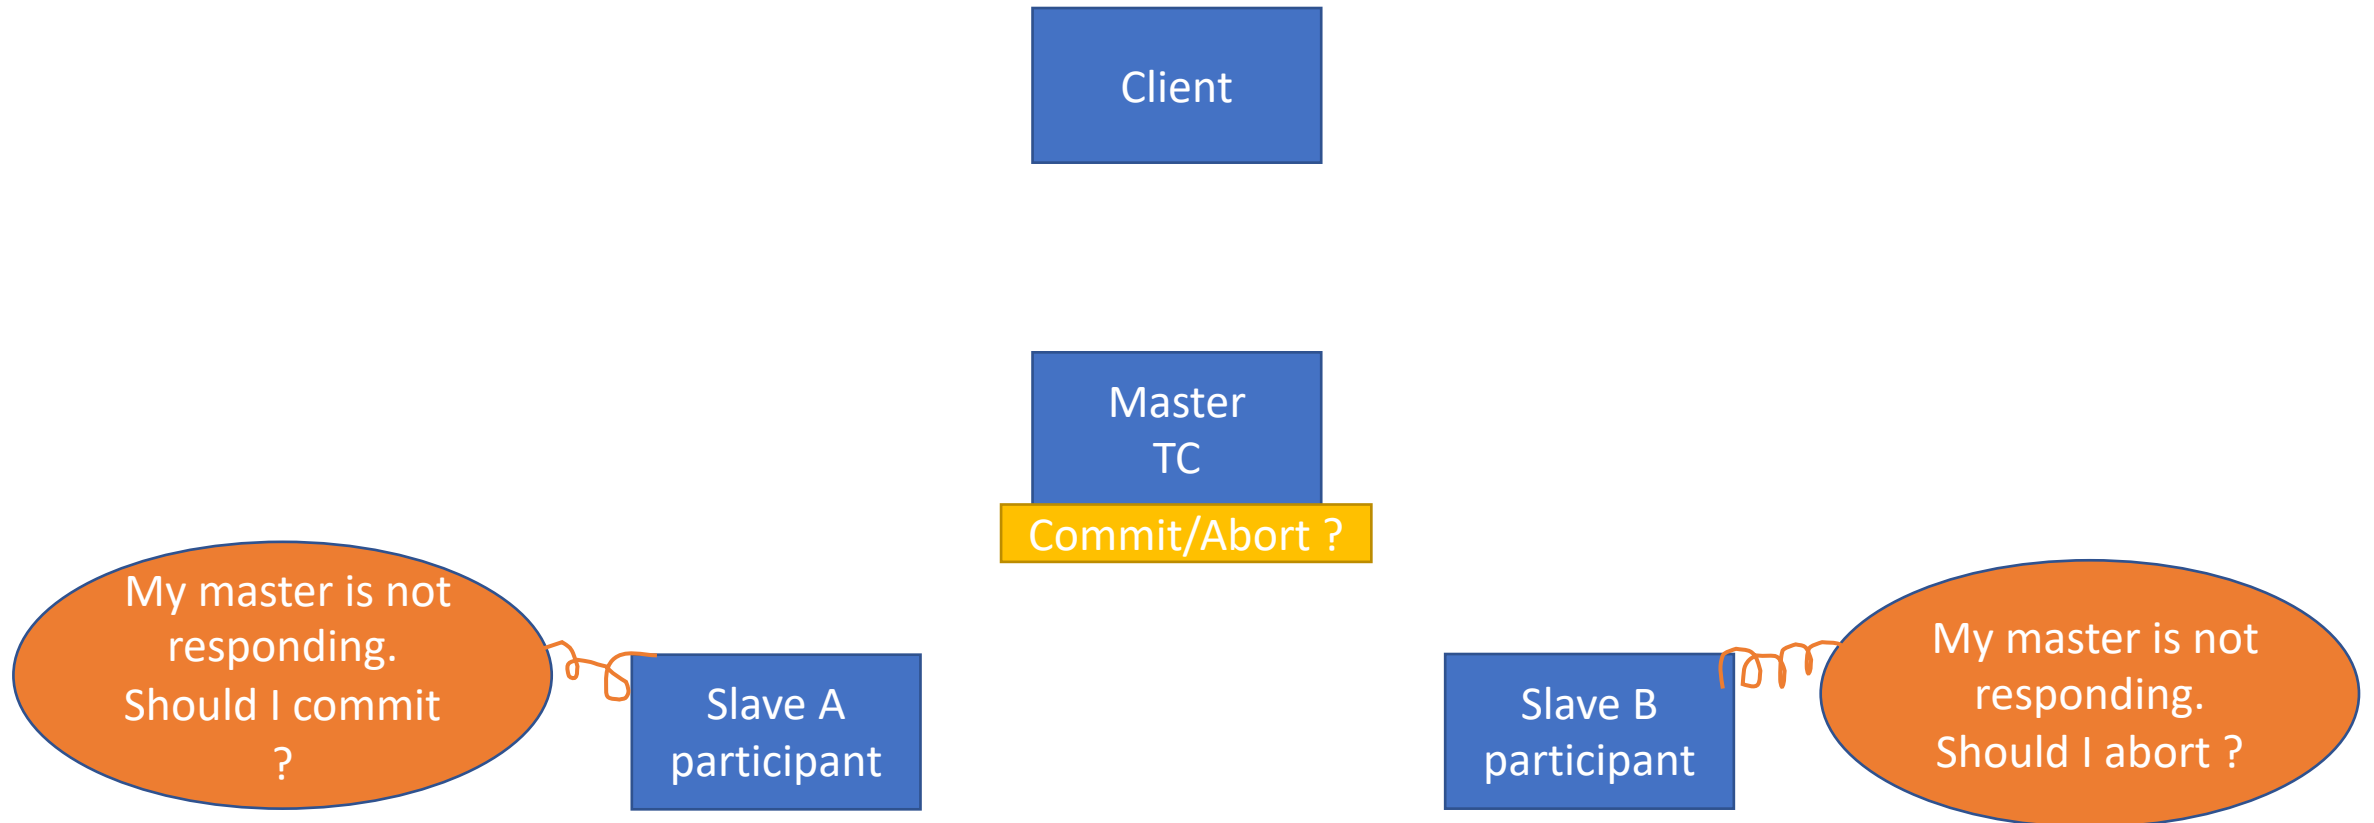 Client
Master
TC
Commit/Abort ?
My master is not
responding.
Should I commit
?
Slave A
participant
Slave B
participant
My master is not
responding.
Should I abort ?